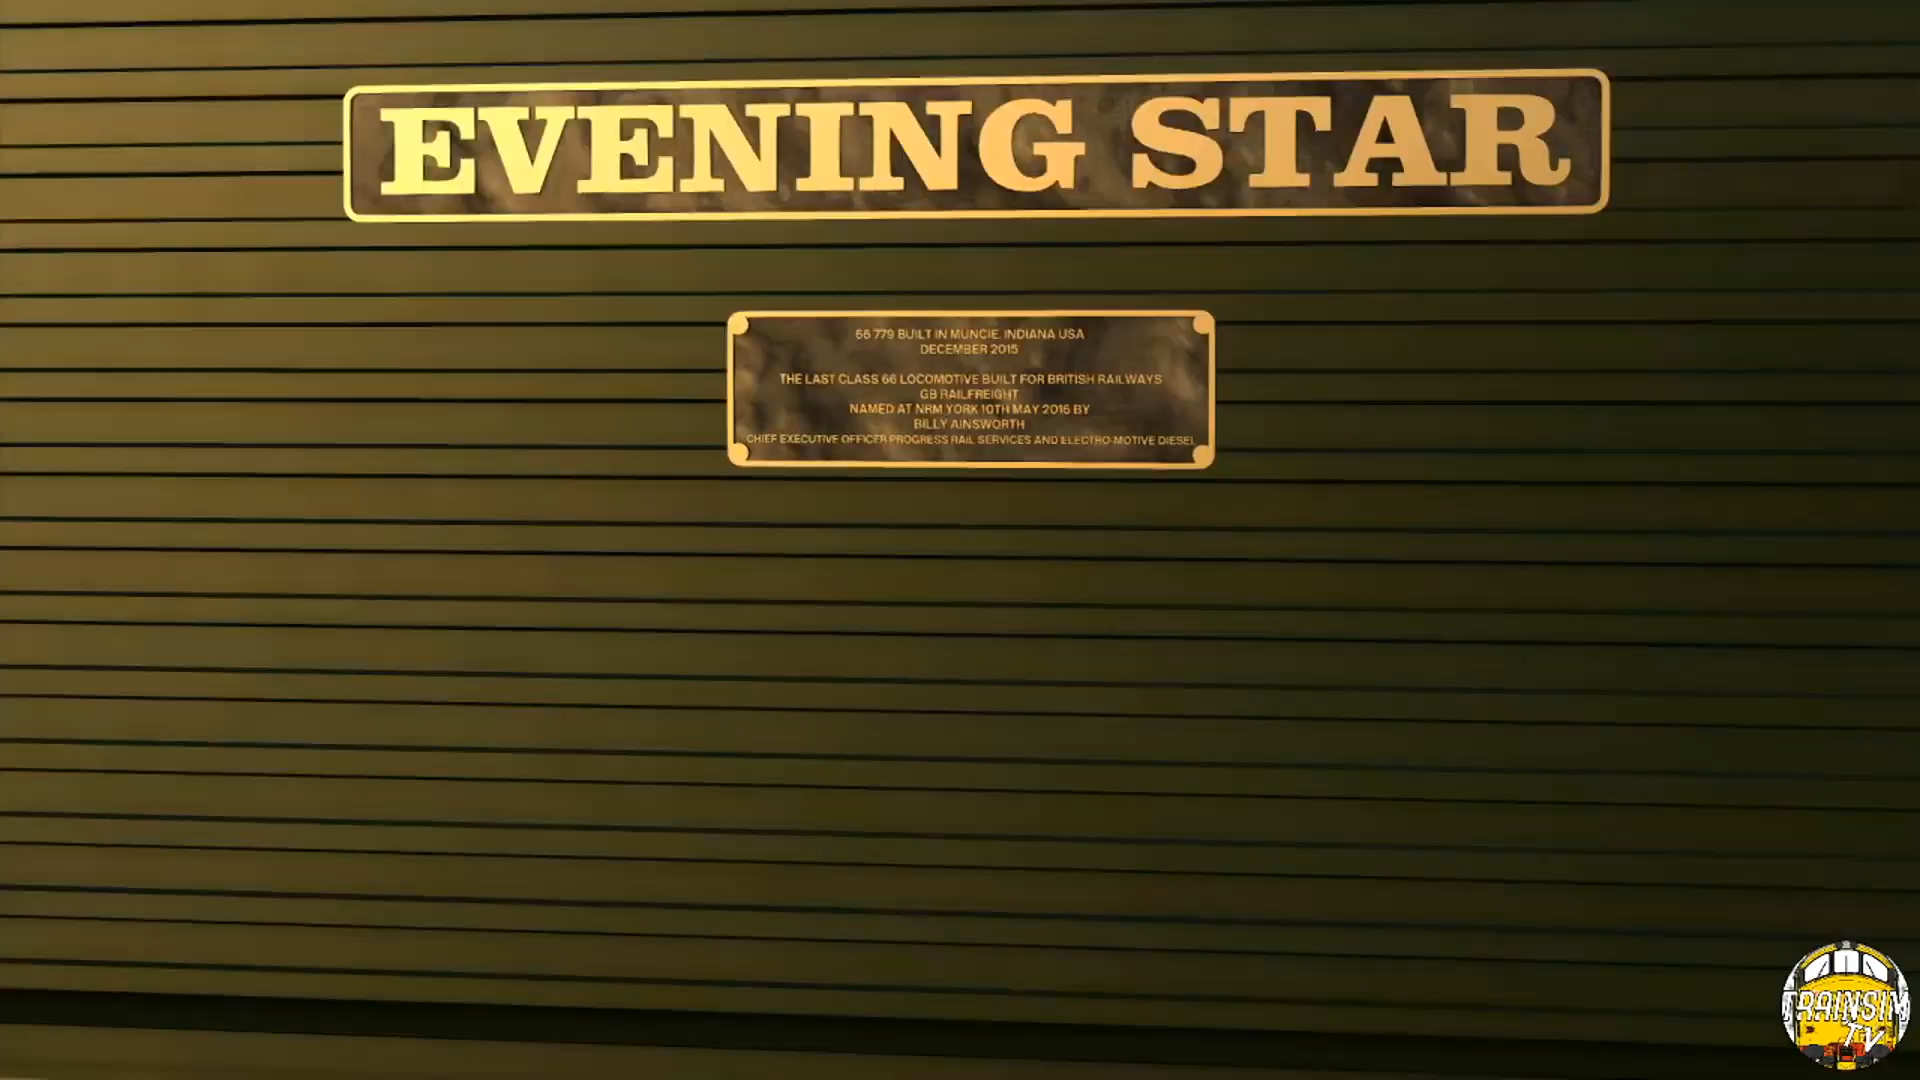 EVENING STAR
66 779 BUILT IN MUNCIE. INDIANA USA
DECEMBER 2015
THE LAST CLASS 66 LOCOMOTIVE BUILT FOR BRITISH RAILWAYS
GB RAILFREIGHT
NAMED AT NRM YORK 10TH MAY 2016 BY
BILLY AINSWORTH
CHIEF EXECUTIVE OFFICER PROGRESS RAIL SERVICES AND ELECTRO-MOTIVE DIESEL
TRAINSIM
TV